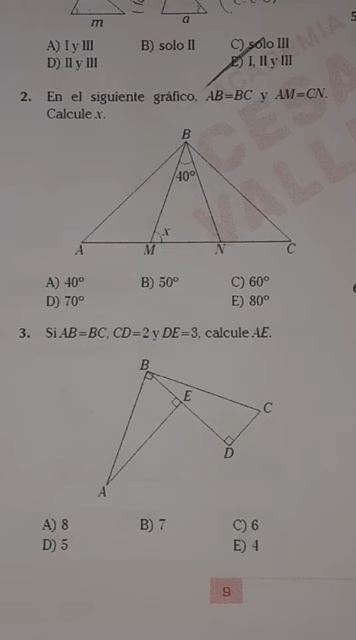 m a
A) I y III B) solo II C) solo III
D) II y III E) I, II y III
2. En el siguiente gráfico, AB=BC y AM=CN.
Calcule x.
B
40°
x
A M N C
A) 40° B) 50° C) 60°
D) 70° E) 80°
3. Si AB=BC, CD=2 y DE=3, calcule AE.
B
E
C
D
A
A) 8 B) 7 C) 6
D) 5 E) 4
9